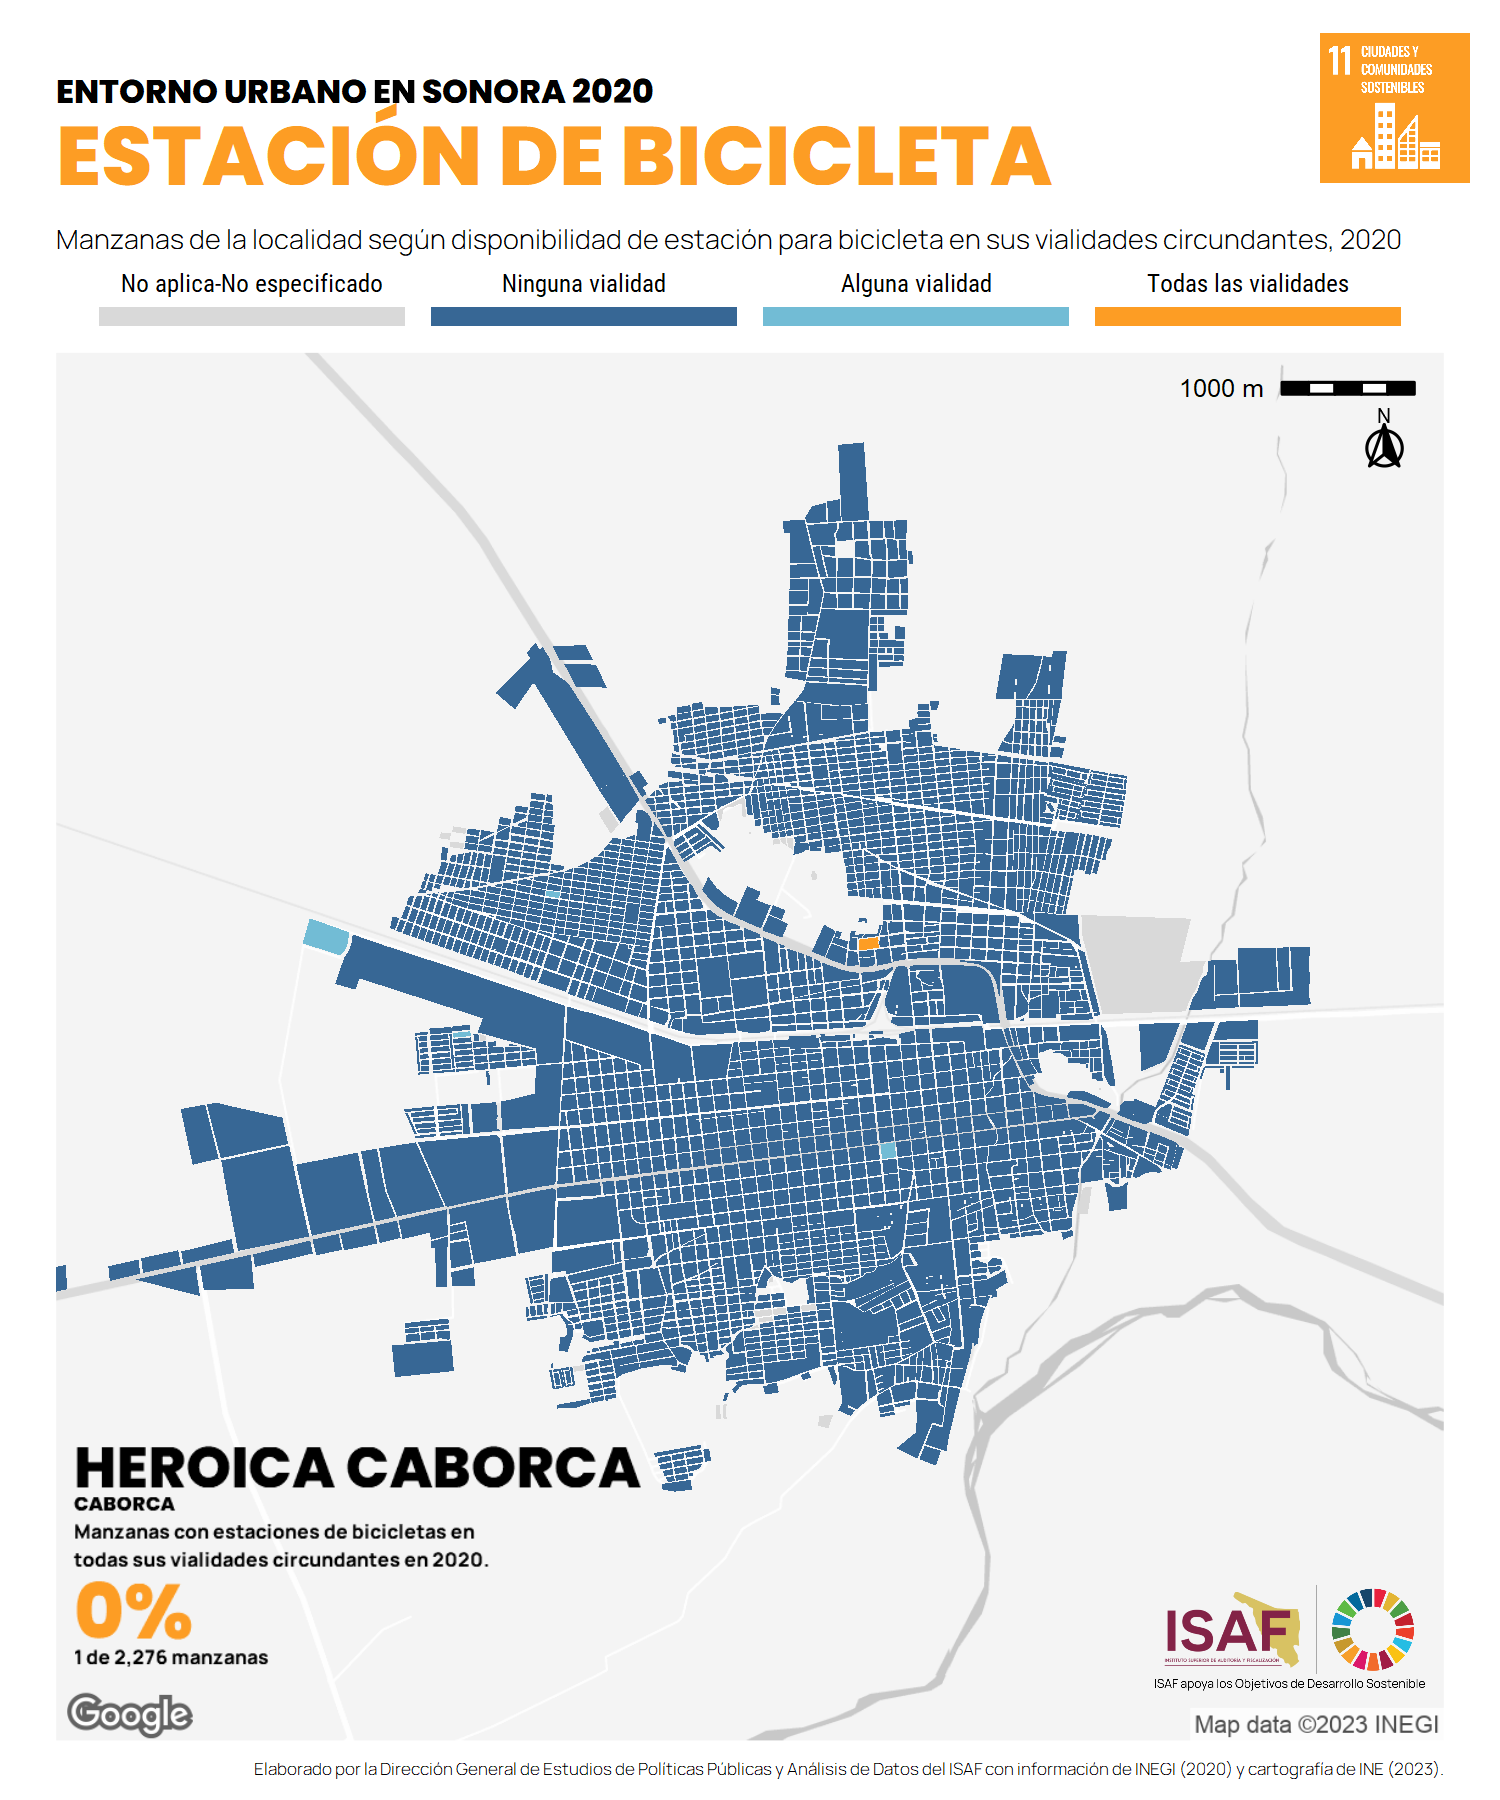 11 CIUDADES Y
COMUNIDADES
SOSTENIBLES
ENTORNO URBANO EN SONORA 2020
ESTACIÓN DE BICICLETA
Manzanas de la localidad según disponibilidad de estación para bicicleta en sus vialidades circundantes, 2020
No aplica-No especificado Ninguna vialidad Alguna vialidad Todas las vialidades
1000 m
N
HEROICA CABORCA
CABORCA
Manzanas con estaciones de bicicletas en
todas sus vialidades circundantes en 2020.
0%
1 de 2,276 manzanas
Google
ISAF
INSTITUTO SUPERIOR DE AUDITORÍA Y FISCALIZACIÓN
ISAF apoya los Objetivos de Desarrollo Sostenible
Map data ©2023 INEGI
Elaborado por la Dirección General de Estudios de Políticas Públicas y Análisis de Datos del ISAF con información de INEGI (2020) y cartografía de INE (2023).